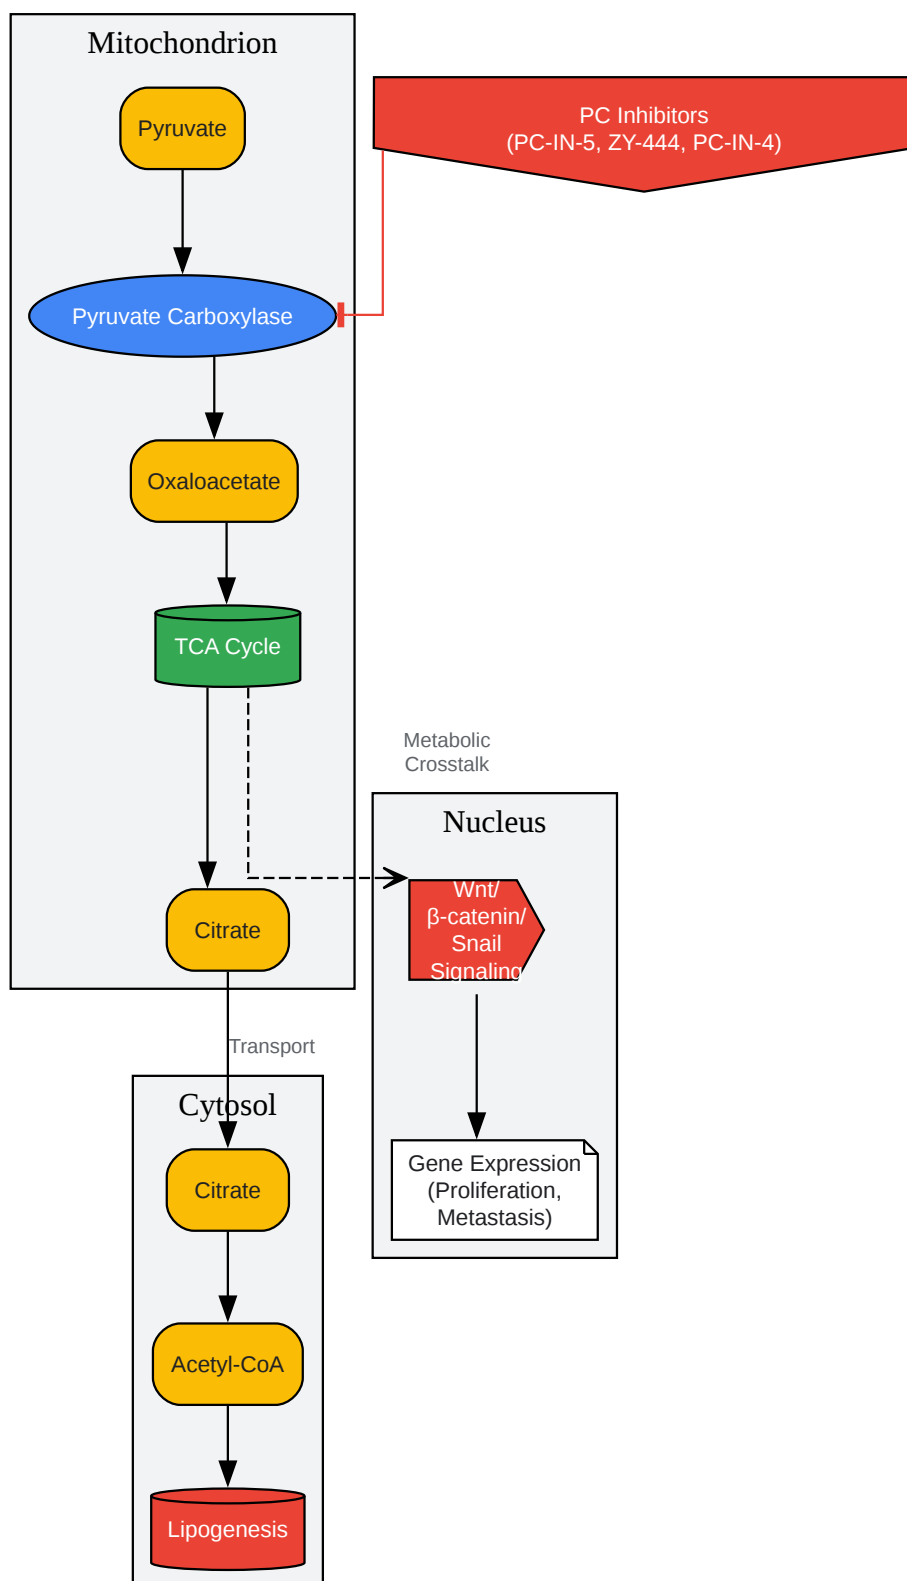 Mitochondrion
Pyruvate
PC Inhibitors
(PC-IN-5, ZY-444, PC-IN-4)
Pyruvate Carboxylase
Oxaloacetate
TCA Cycle
Metabolic
Crosstalk
Nucleus
Wnt/
β-catenin/
Snail
Signaling
Citrate
Transport
Cytosol
Citrate
Gene Expression
(Proliferation,
Metastasis)
Acetyl-CoA
Lipogenesis